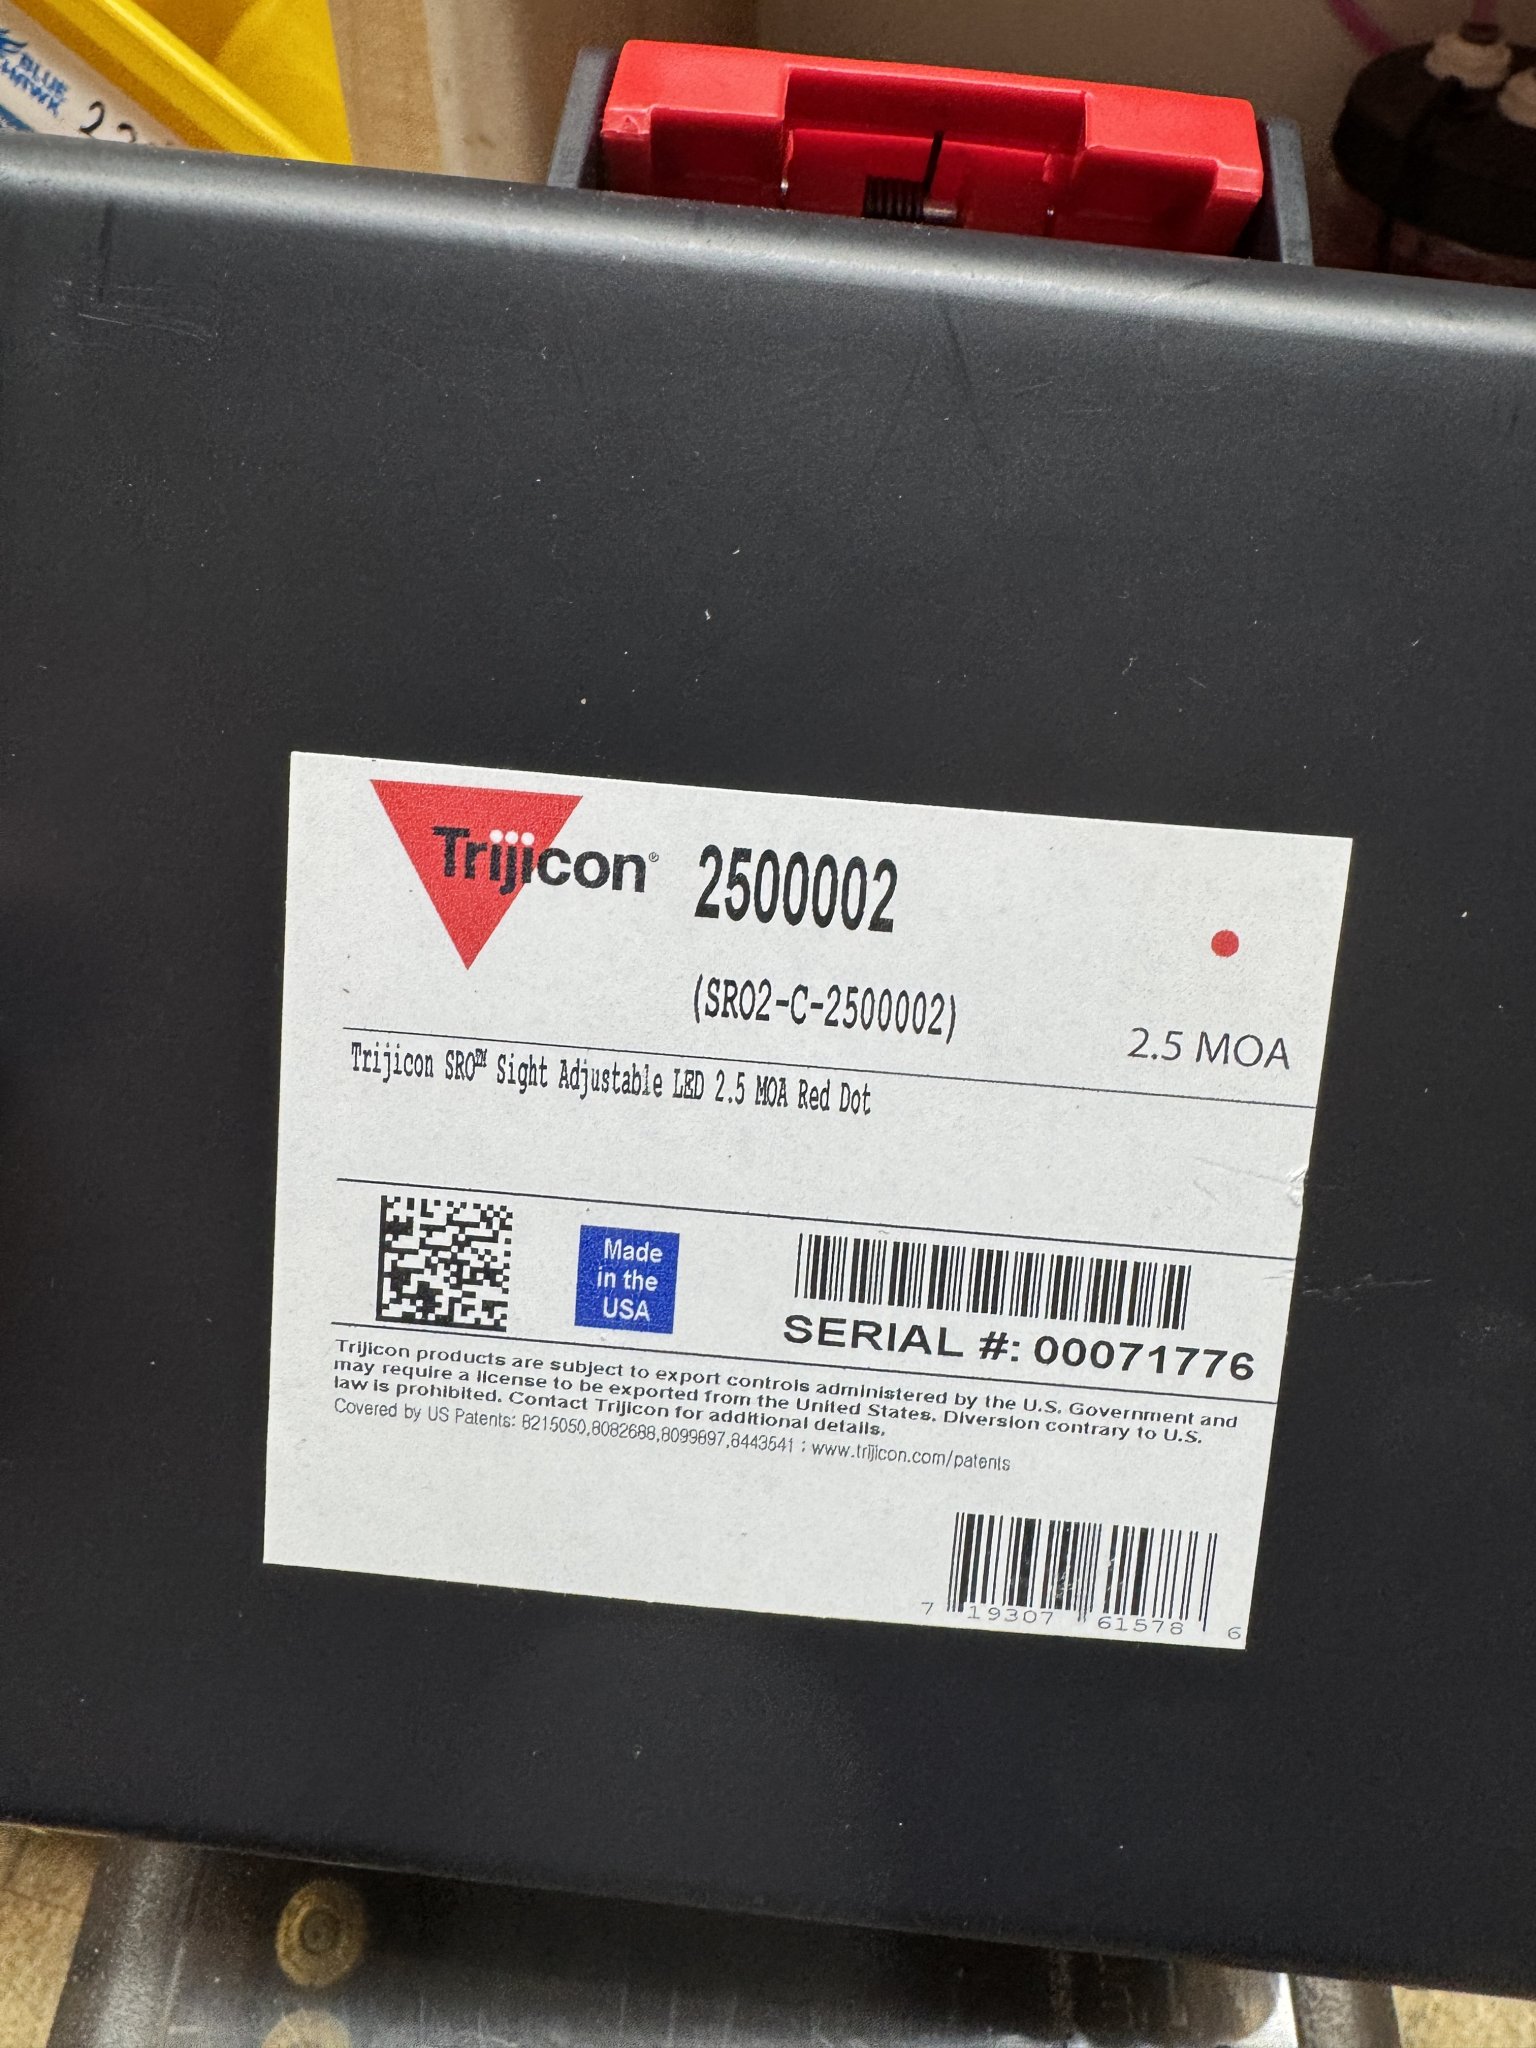 BLUE
22
Trijicon® 2500002
(SRO2-C-2500002)
2.5 MOA
Trijicon SRO™ Sight Adjustable LED 2.5 MOA Red Dot
Made
in the
USA
SERIAL #: 00071776
Trijicon products are subject to export controls administered by the U.S. Government and
may require a license to be exported from the United States. Diversion contrary to U.S.
law is prohibited. Contact Trijicon for additional details.
Covered by US Patents: 8215050,8082688,8099897,8443541 ; www.trijicon.com/patents
7 19307 61578 6